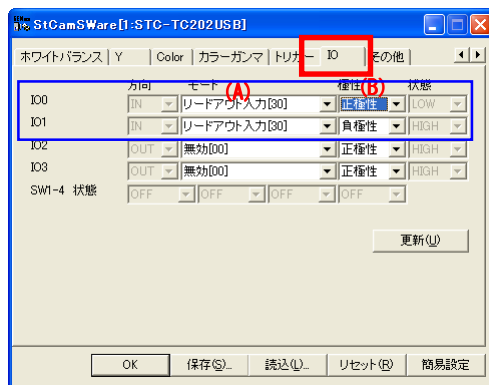 StCamSWare[1:STC-TC202USB]
ホワイトバランス Y Color カラーガンマ トリガー IO その他
方向 モード (A) 極性 (B) 状態
IO0 IN リードアウト入力[30] 正極性 LOW
IO1 IN リードアウト入力[30] 負極性 HIGH
IO2 OUT 無効[00] 正極性 HIGH
IO3 OUT 無効[00] 正極性 HIGH
SW1-4 状態 OFF OFF OFF OFF
更新(U)
OK 保存(S)... 読込(L)... リセット(R) 簡易設定